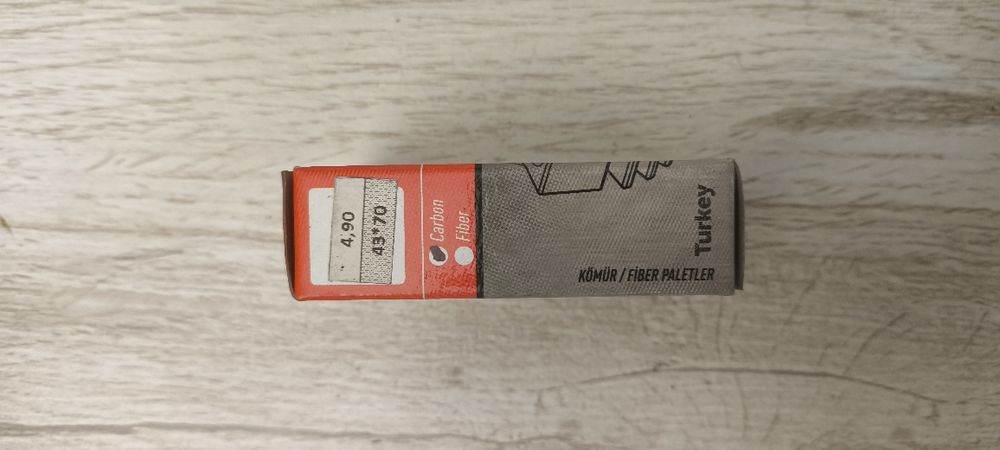 4,90
43*70
Carbon
Fiber
KÖMÜR / FİBER PALETLER
Turkey